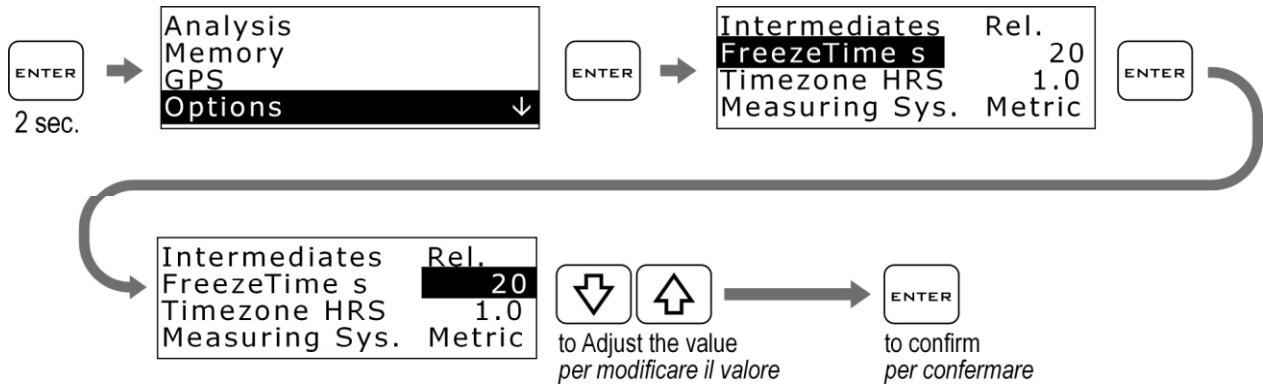 ENTER
2 sec.
Analysis
Memory
GPS
Options
ENTER
Intermediates Rel.
FreezeTime s 20
Timezone HRS 1.0
Measuring Sys. Metric
ENTER
Intermediates Rel.
FreezeTime s 20
Timezone HRS 1.0
Measuring Sys. Metric
to Adjust the value
per modificare il valore
ENTER
to confirm
per confermare